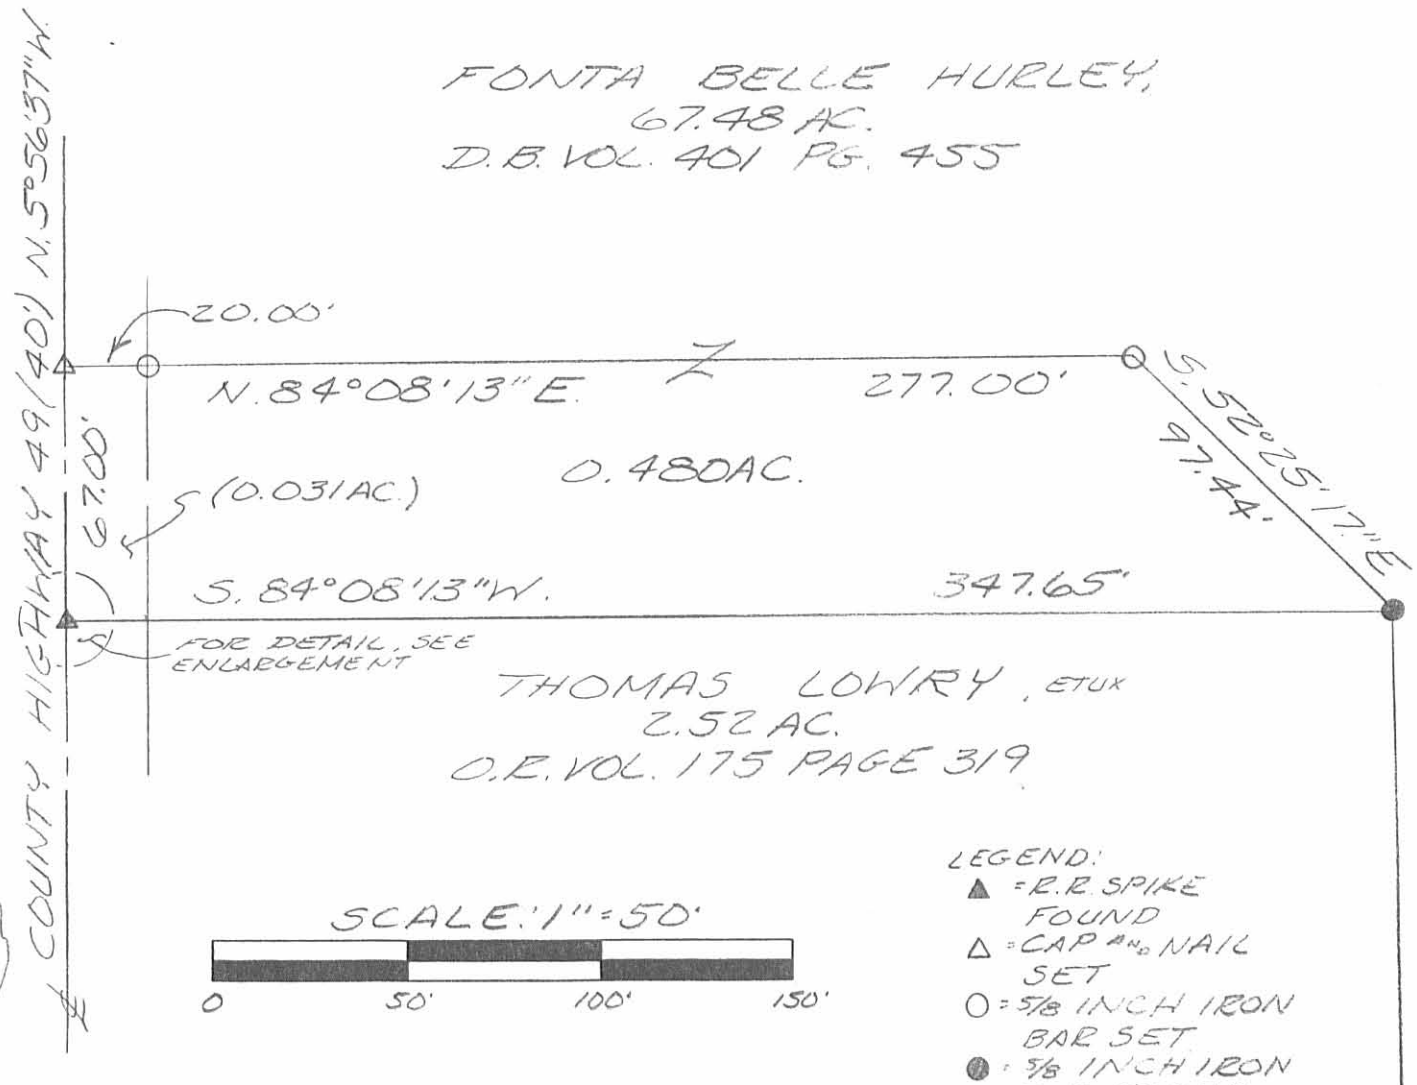 FONTA BELLE HURLEY,
67.48 AC.
D.B. VOL. 401 PG. 455
COUNTY HIGHWAY 49 (40') N.5°56'37"W.
20.00'
N. 84°08'13" E.
277.00'
S. 52°25'17" E
97.44'
67.00'
(0.031 AC.)
0.480 AC.
S. 84°08'13" W.
347.65'
FOR DETAIL, SEE
ENLARGEMENT
THOMAS LOWRY, ETUX
2.52 AC.
O.R. VOL. 175 PAGE 319
SCALE: 1" = 50'
0 50' 100' 150'
LEGEND:
▲ = R.R. SPIKE
FOUND
△ = CAP AND NAIL
SET
○ = 5/8 INCH IRON
BAR SET
● = 5/8 INCH IRON